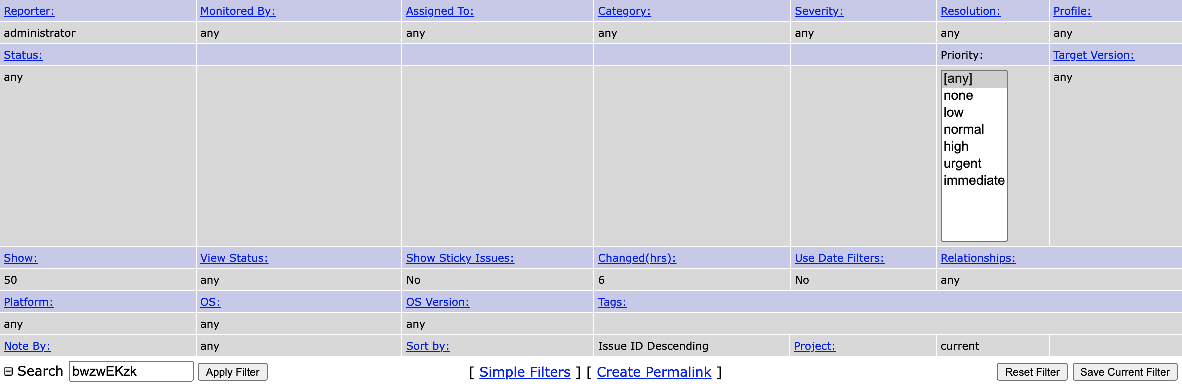 Reporter: Monitored By: Assigned To: Category: Severity: Resolution: Profile:
administrator any any any any any any
Status: Priority: Target Version:
any [any] any
none
low
normal
high
urgent
immediate
Show: View Status: Show Sticky Issues: Changed(hrs): Use Date Filters: Relationships:
50 any No 6 No any
Platform: OS: OS Version: Tags:
any any any
Note By: any Sort by: Issue ID Descending Project: current
Search bwzwEKzk Apply Filter [ Simple Filters ] [ Create Permalink ] Reset Filter Save Current Filter